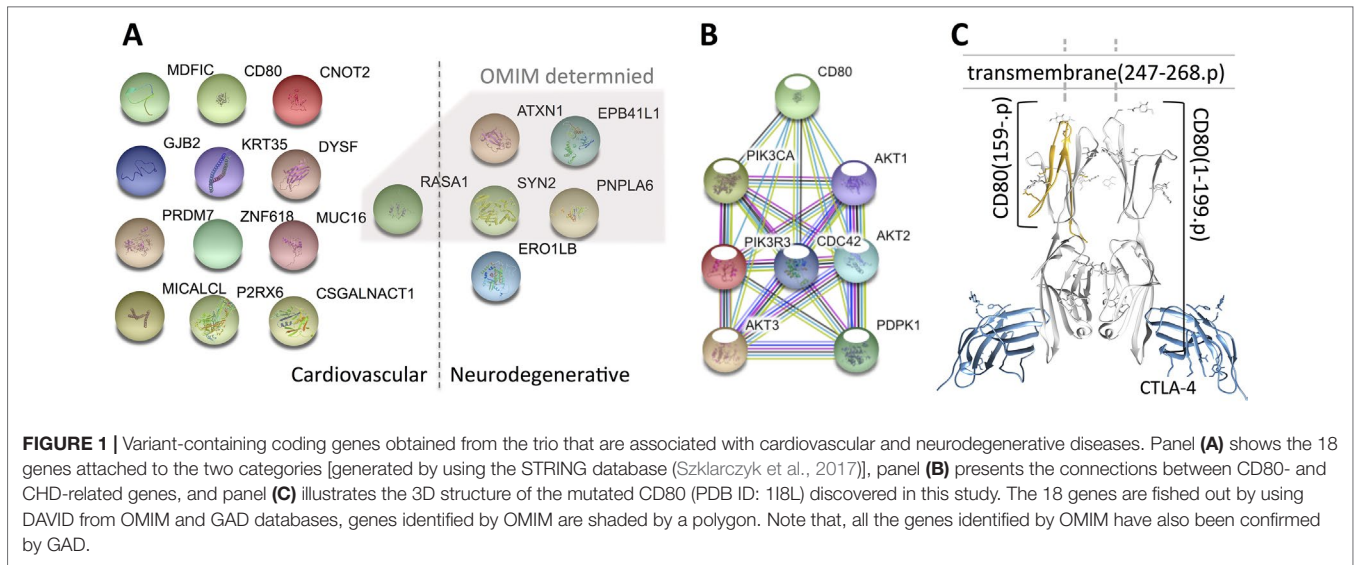 A
MDFIC
CD80
CNOT2
GJB2
KRT35
DYSF
PRDM7
ZNF618
MUC16
MICALCL
P2RX6
CSGALNACT1
OMIM determnied
ATXN1
EPB41L1
RASA1
SYN2
PNPLA6
ERO1LB
Cardiovascular
Neurodegenerative
B
CD80
PIK3CA
AKT1
PIK3R3
CDC42
AKT2
AKT3
PDPK1
C
transmembrane(247-268.p)
CD80(159-.p)
CD80(1-199.p)
CTLA-4
FIGURE 1 | Variant-containing coding genes obtained from the trio that are associated with cardiovascular and neurodegenerative diseases. Panel (A) shows the 18
genes attached to the two categories [generated by using the STRING database (Szklarczyk et al., 2017)], panel (B) presents the connections between CD80- and
CHD-related genes, and panel (C) illustrates the 3D structure of the mutated CD80 (PDB ID: 1I8L) discovered in this study. The 18 genes are fished out by using
DAVID from OMIM and GAD databases, genes identified by OMIM are shaded by a polygon. Note that, all the genes identified by OMIM have also been confirmed
by GAD.